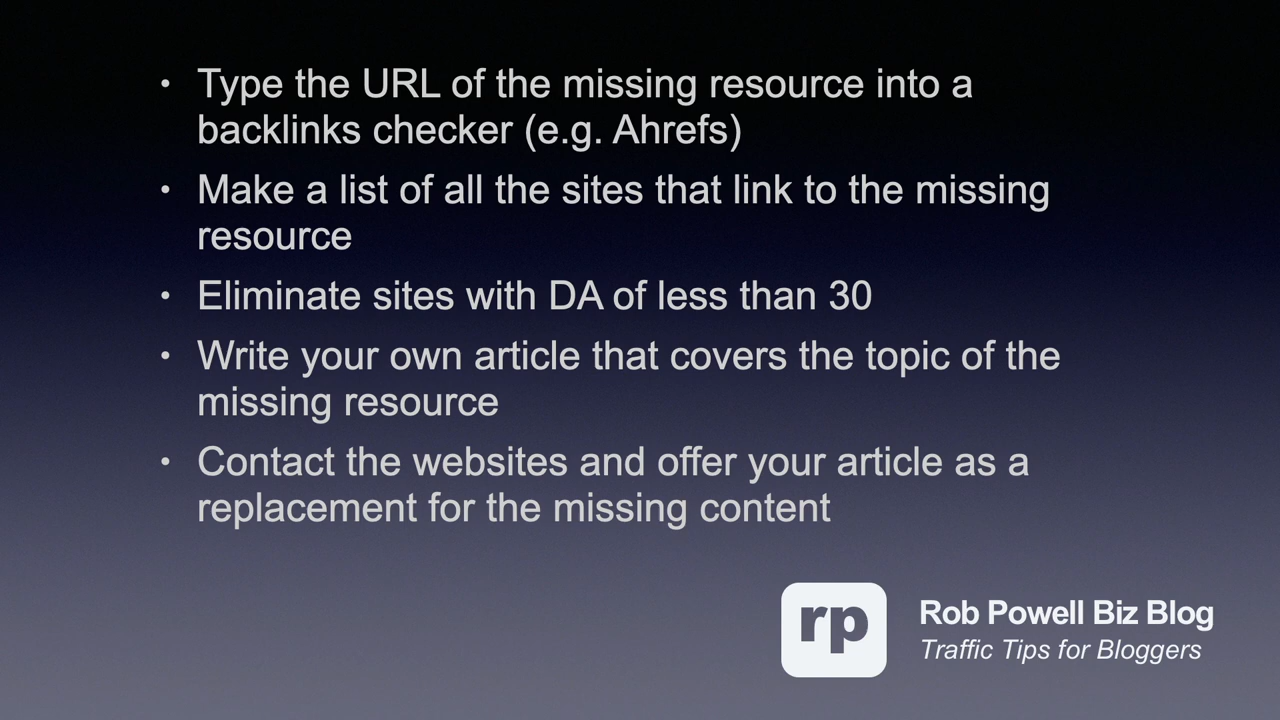 • Type the URL of the missing resource into a
backlinks checker (e.g. Ahrefs)
• Make a list of all the sites that link to the missing
resource
• Eliminate sites with DA of less than 30
• Write your own article that covers the topic of the
missing resource
• Contact the websites and offer your article as a
replacement for the missing content
rp
Rob Powell Biz Blog
Traffic Tips for Bloggers